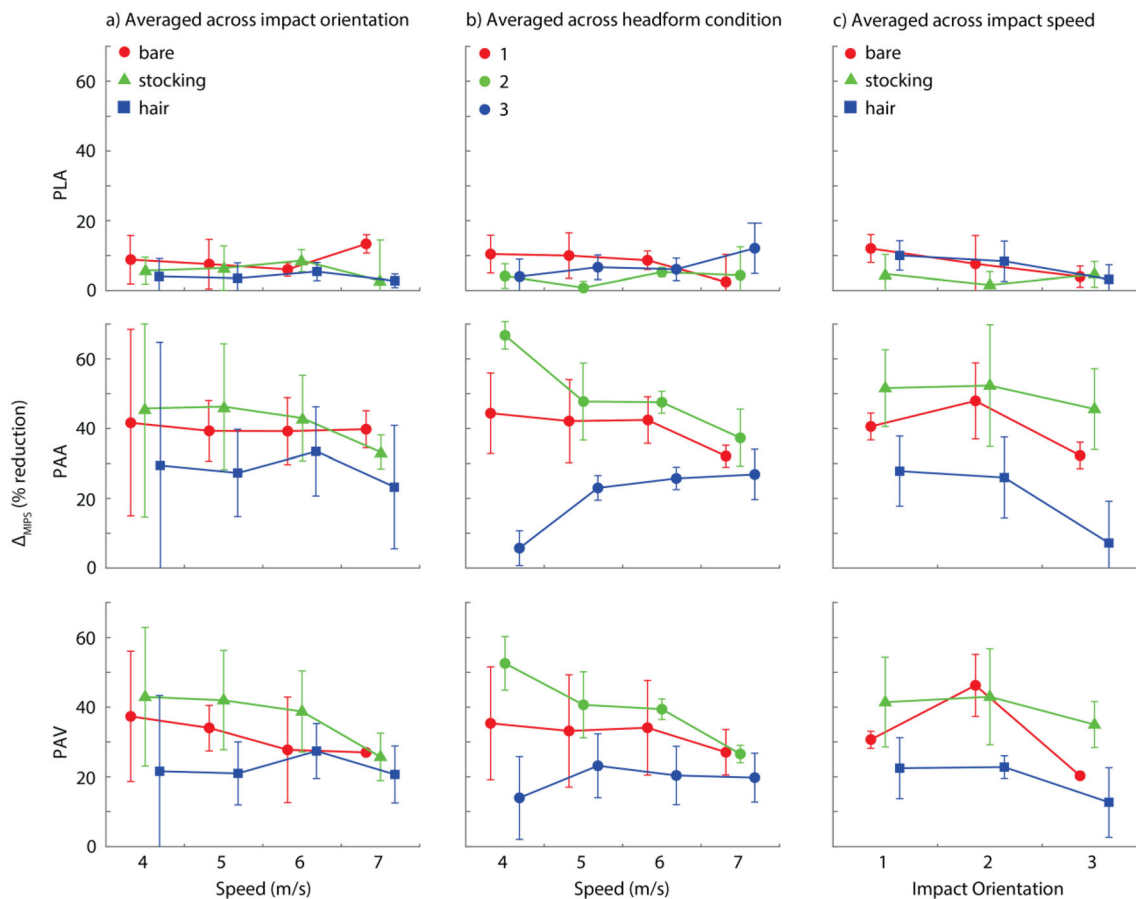 a) Averaged across impact orientation
b) Averaged across headform condition
c) Averaged across impact speed
bare
stocking
hair
1
2
3
bare
stocking
hair
PLA
60
40
20
0
PAA
60
40
20
0
Δ_MIPS (% reduction)
PAV
60
40
20
0
4 5 6 7
Speed (m/s)
4 5 6 7
Speed (m/s)
1 2 3
Impact Orientation